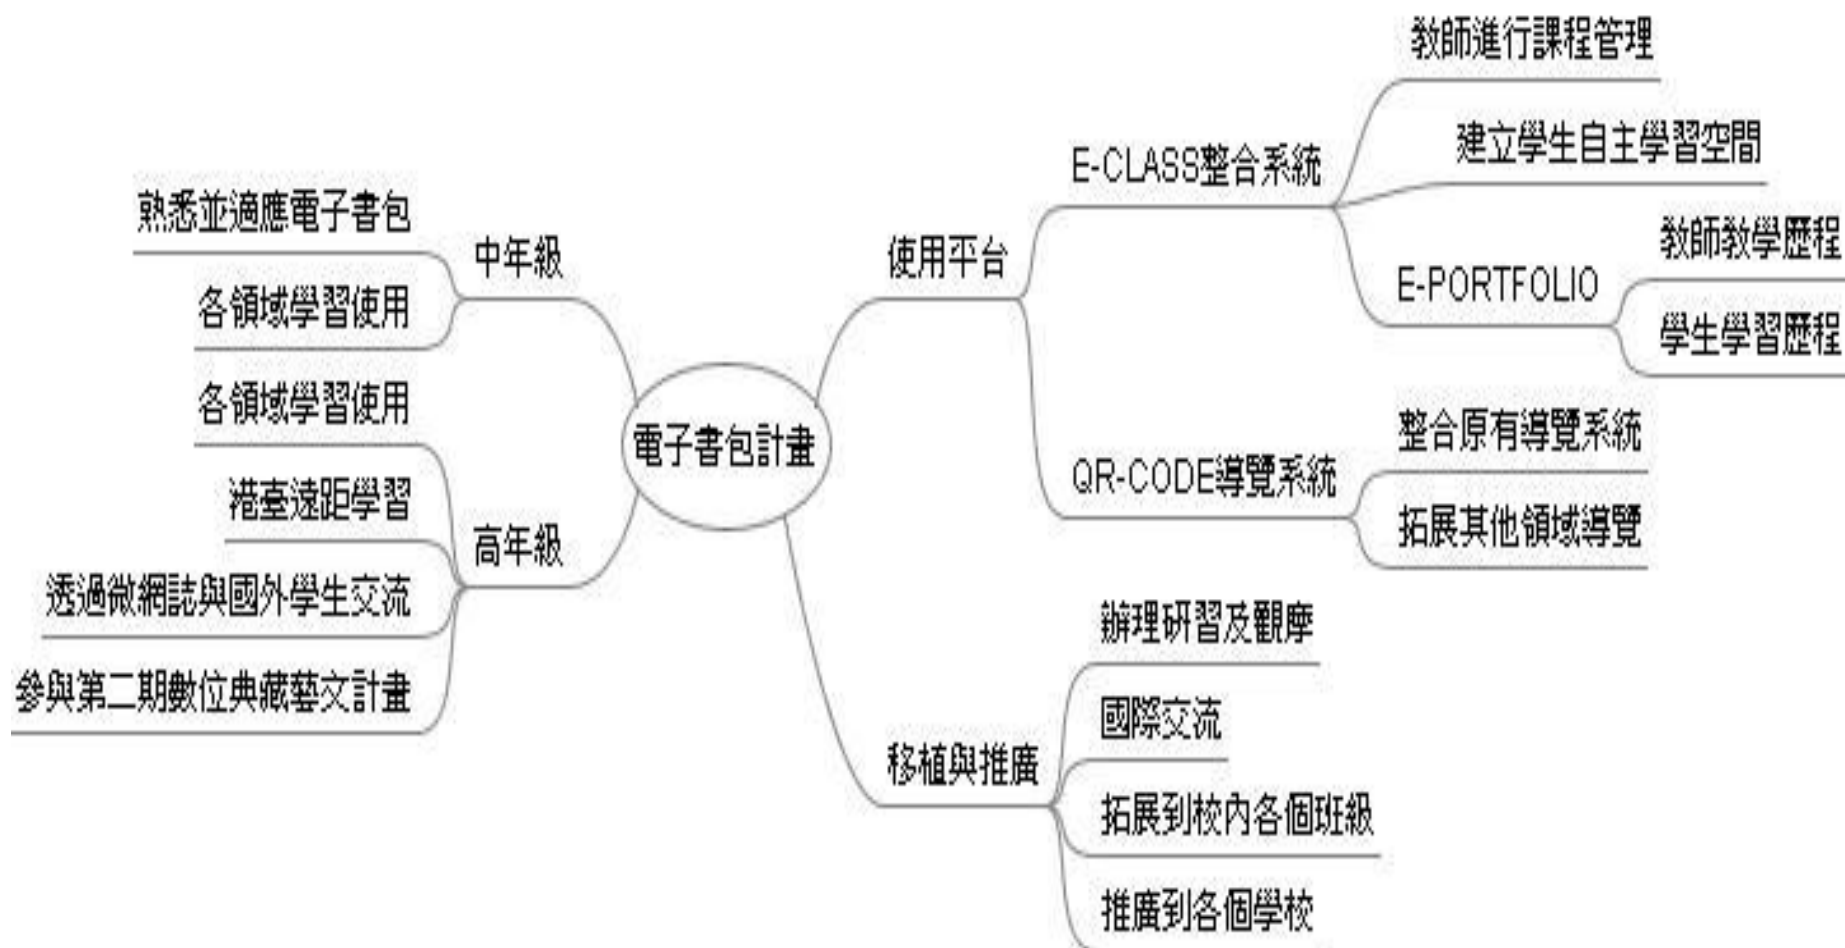 電子書包計畫
中年級
熟悉並適應電子書包
各領域學習使用
高年級
各領域學習使用
港臺遠距學習
透過微網誌與國外學生交流
參與第二期數位典藏藝文計畫
使用平台
E-CLASS整合系統
教師進行課程管理
建立學生自主學習空間
E-PORTFOLIO
教師教學歷程
學生學習歷程
QR-CODE導覽系統
整合原有導覽系統
拓展其他領域導覽
移植與推廣
辦理研習及觀摩
國際交流
拓展到校內各個班級
推廣到各個學校